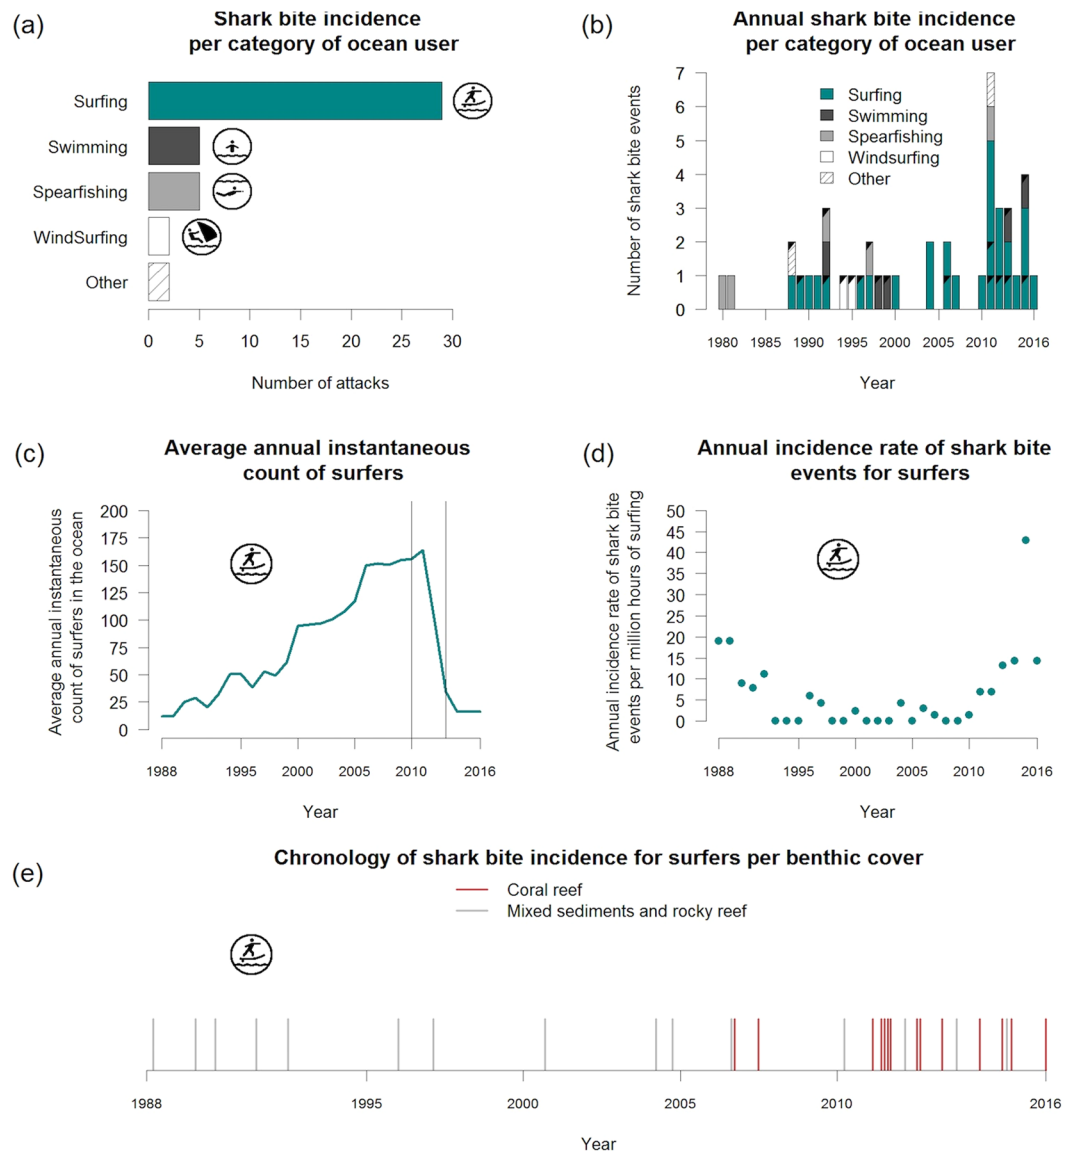 (a)
Shark bite incidence
per category of ocean user
Surfing
Swimming
Spearfishing
WindSurfing
Other
0 5 10 15 20 25 30
Number of attacks
(b)
Annual shark bite incidence
per category of ocean user
Number of shark bite events
7
6
5
4
3
2
1
0
Surfing
Swimming
Spearfishing
Windsurfing
Other
1980 1985 1990 1995 2000 2005 2010 2016
Year
(c)
Average annual instantaneous
count of surfers
Average annual instantaneous
count of surfers in the ocean
200
175
150
125
100
75
50
25
0
1988 1995 2000 2005 2010 2016
Year
(d)
Annual incidence rate of shark bite
events for surfers
Annual incidence rate of shark bite
events per million hours of surfing
50
45
40
35
30
25
20
15
10
5
0
1988 1995 2000 2005 2010 2016
Year
(e)
Chronology of shark bite incidence for surfers per benthic cover
Coral reef
Mixed sediments and rocky reef
1988 1995 2000 2005 2010 2016
Year